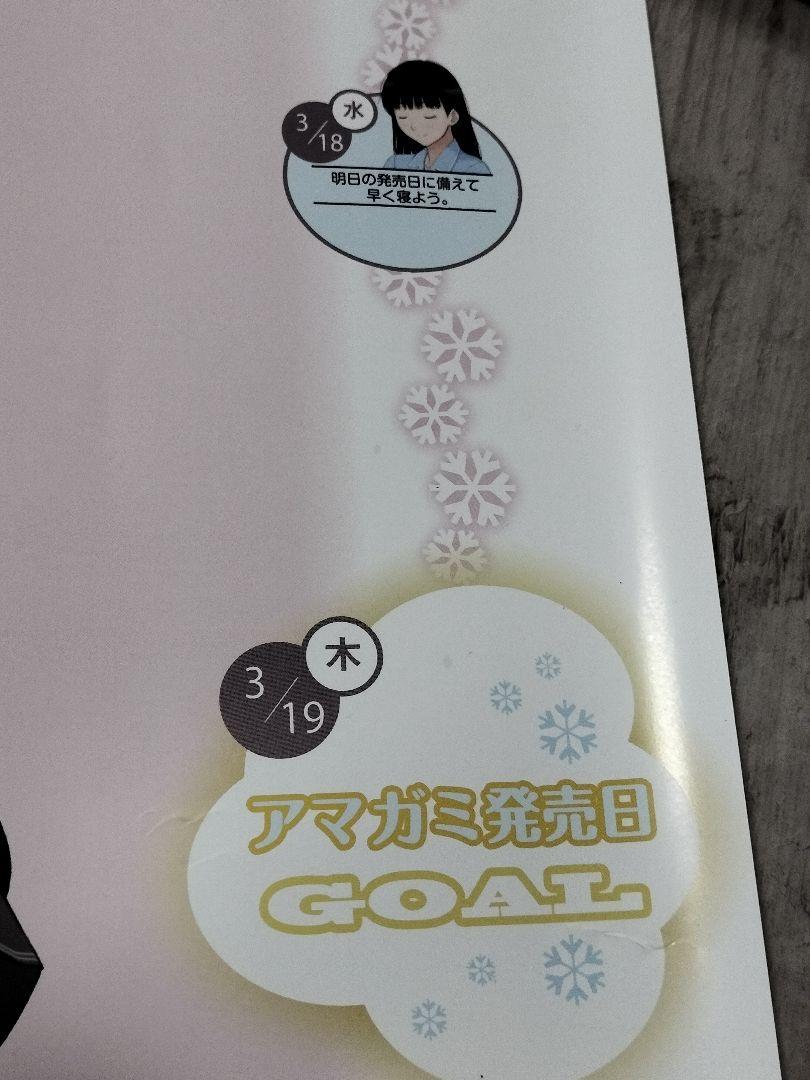 3/18
水
明日の発売日に備えて
早く寝よう。
3/19
木
アマガミ発売日
GOAL